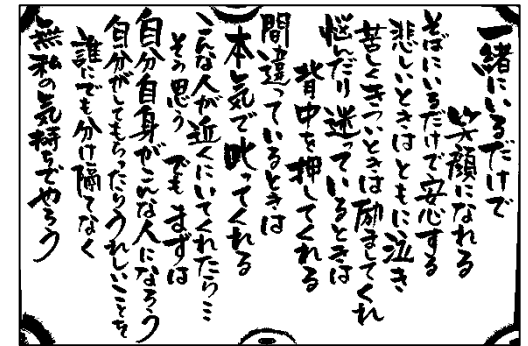 一緒にいるだけで
笑顔になれる
そばにいるだけで安心する
悲しいときはともに泣き
苦しくきついときは励ましてくれ
悩んだり迷っているときは
背中を押してくれる
間違っているときは
本気で叱ってくれる
こんな人が近くにいてくれたら…
そう思う でもまずは
自分自身がこんな人になろう
自分がしてもらったりうれしいことを
誰にでも分け隔てなく
無私の気持ちでやろう